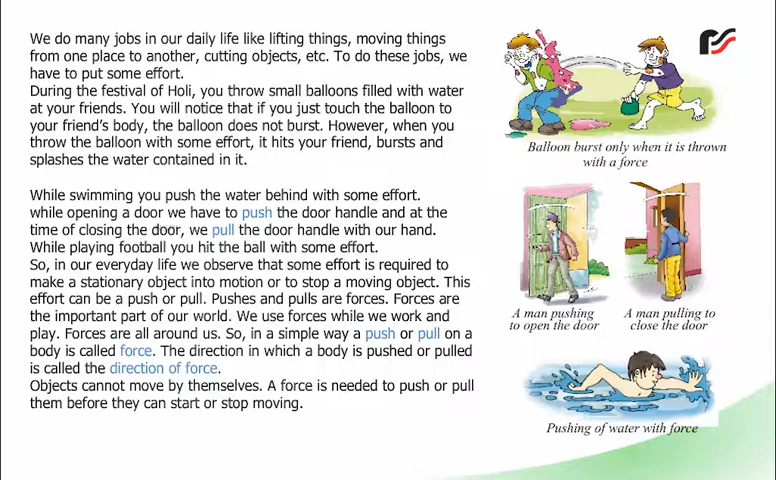 We do many jobs in our daily life like lifting things, moving things
from one place to another, cutting objects, etc. To do these jobs, we
have to put some effort.
During the festival of Holi, you throw small balloons filled with water
at your friends. You will notice that if you just touch the balloon to
your friend's body, the balloon does not burst. However, when you
throw the balloon with some effort, it hits your friend, bursts and
splashes the water contained in it.
While swimming you push the water behind with some effort.
while opening a door we have to push the door handle and at the
time of closing the door, we pull the door handle with our hand.
While playing football you hit the ball with some effort.
So, in our everyday life we observe that some effort is required to
make a stationary object into motion or to stop a moving object. This
effort can be a push or pull. Pushes and pulls are forces. Forces are
the important part of our world. We use forces while we work and
play. Forces are all around us. So, in a simple way a push or pull on a
body is called force. The direction in which a body is pushed or pulled
is called the direction of force.
Objects cannot move by themselves. A force is needed to push or pull
them before they can start or stop moving.
Balloon burst only when it is thrown
with a force
A man pushing
to open the door
A man pulling to
close the door
Pushing of water with force